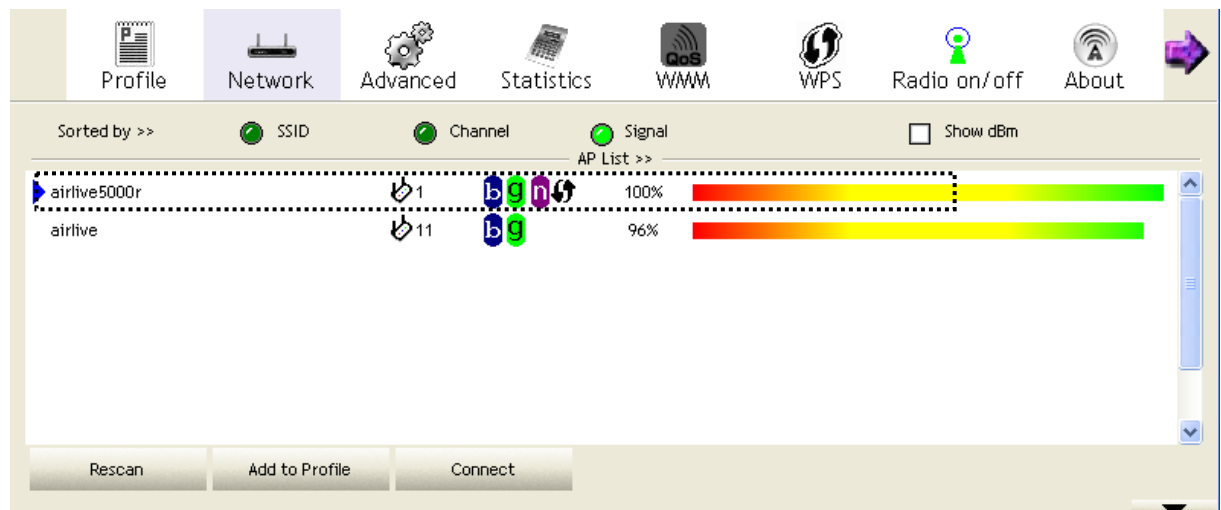 Profile Network Advanced Statistics QoS WMM WPS Radio on/off About
Sorted by >> SSID Channel Signal Show dBm
AP List >>
airlive5000r 1 b g n 100%
airlive 11 b g 96%
Rescan Add to Profile Connect